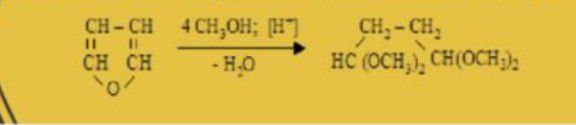 CH – CH 4 CH₃OH; [H⁺] CH₂ – CH₂
CH CH - H₂O HC (OCH₃)₂ CH(OCH₃)₂
O